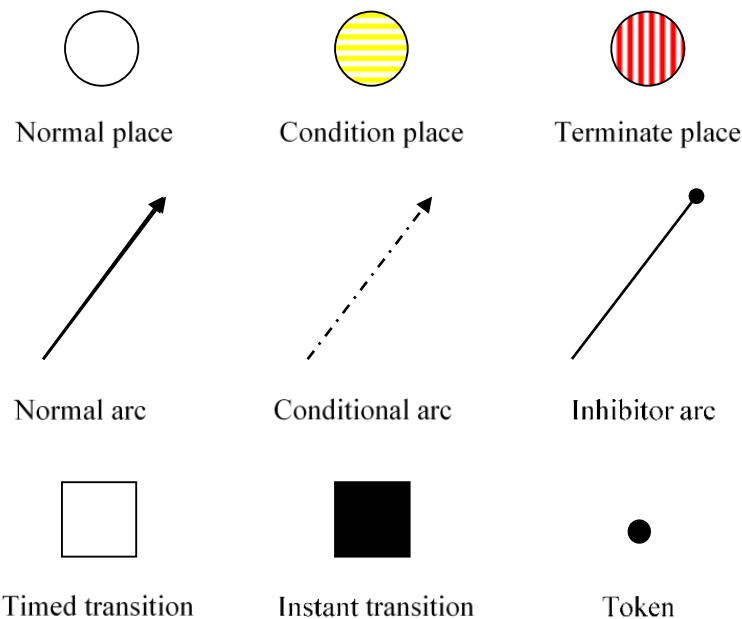 Normal place Condition place Terminate place
Normal arc Conditional arc Inhibitor arc
Timed transition Instant transition Token